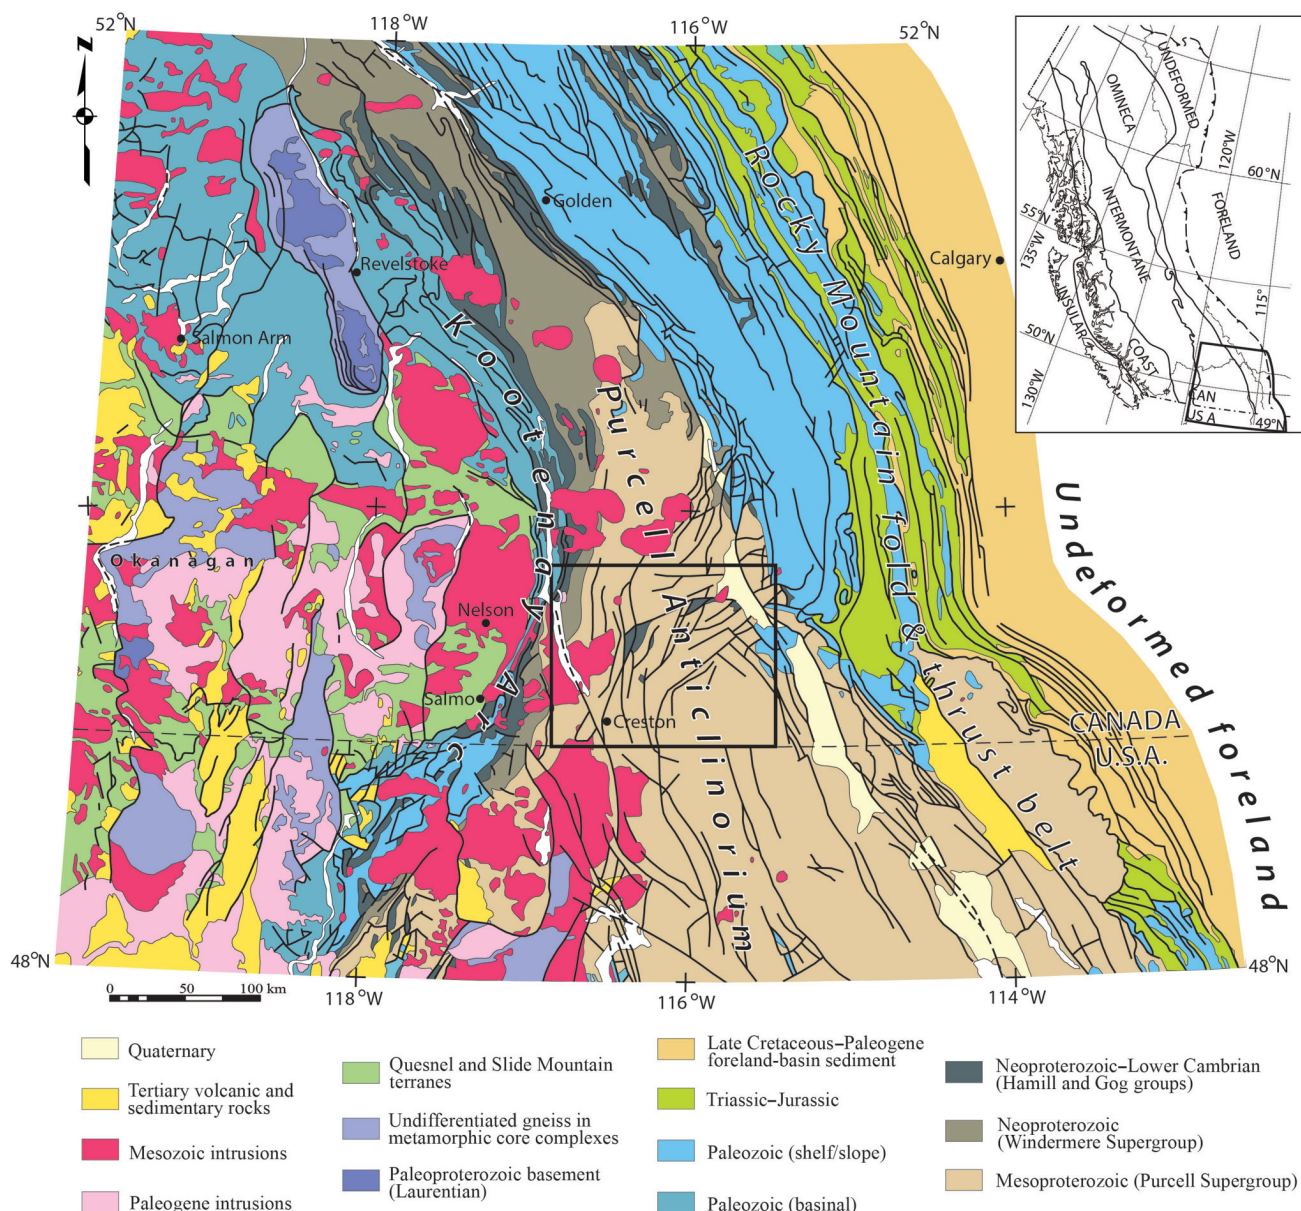 52°N
118°W
116°W
52°N
Z
Golden
Calgary
Revelstoke
Salmon Arm
Okanagan
Nelson
Salmo
Creston
Kootenay Arc
Purcell Anticlinorium
Rocky Mountain fold & thrust belt
Undeformed foreland
CANADA
U.S.A.
48°N
48°N
118°W
116°W
114°W
0 50 100 km
UNDEFORMED
OMINECA
120°W
60°N
INTERMONTANE
FORELAND
55°N
135°W
INSULAR
COAST
115°
50°N
130°W
CAN
US A
49°N
Quaternary
Tertiary volcanic and
sedimentary rocks
Mesozoic intrusions
Paleogene intrusions
Quesnel and Slide Mountain
terranes
Undifferentiated gneiss in
metamorphic core complexes
Paleoproterozoic basement
(Laurentian)
Late Cretaceous–Paleogene
foreland-basin sediment
Triassic–Jurassic
Paleozoic (shelf/slope)
Paleozoic (basinal)
Neoproterozoic–Lower Cambrian
(Hamill and Gog groups)
Neoproterozoic
(Windermere Supergroup)
Mesoproterozoic (Purcell Supergroup)